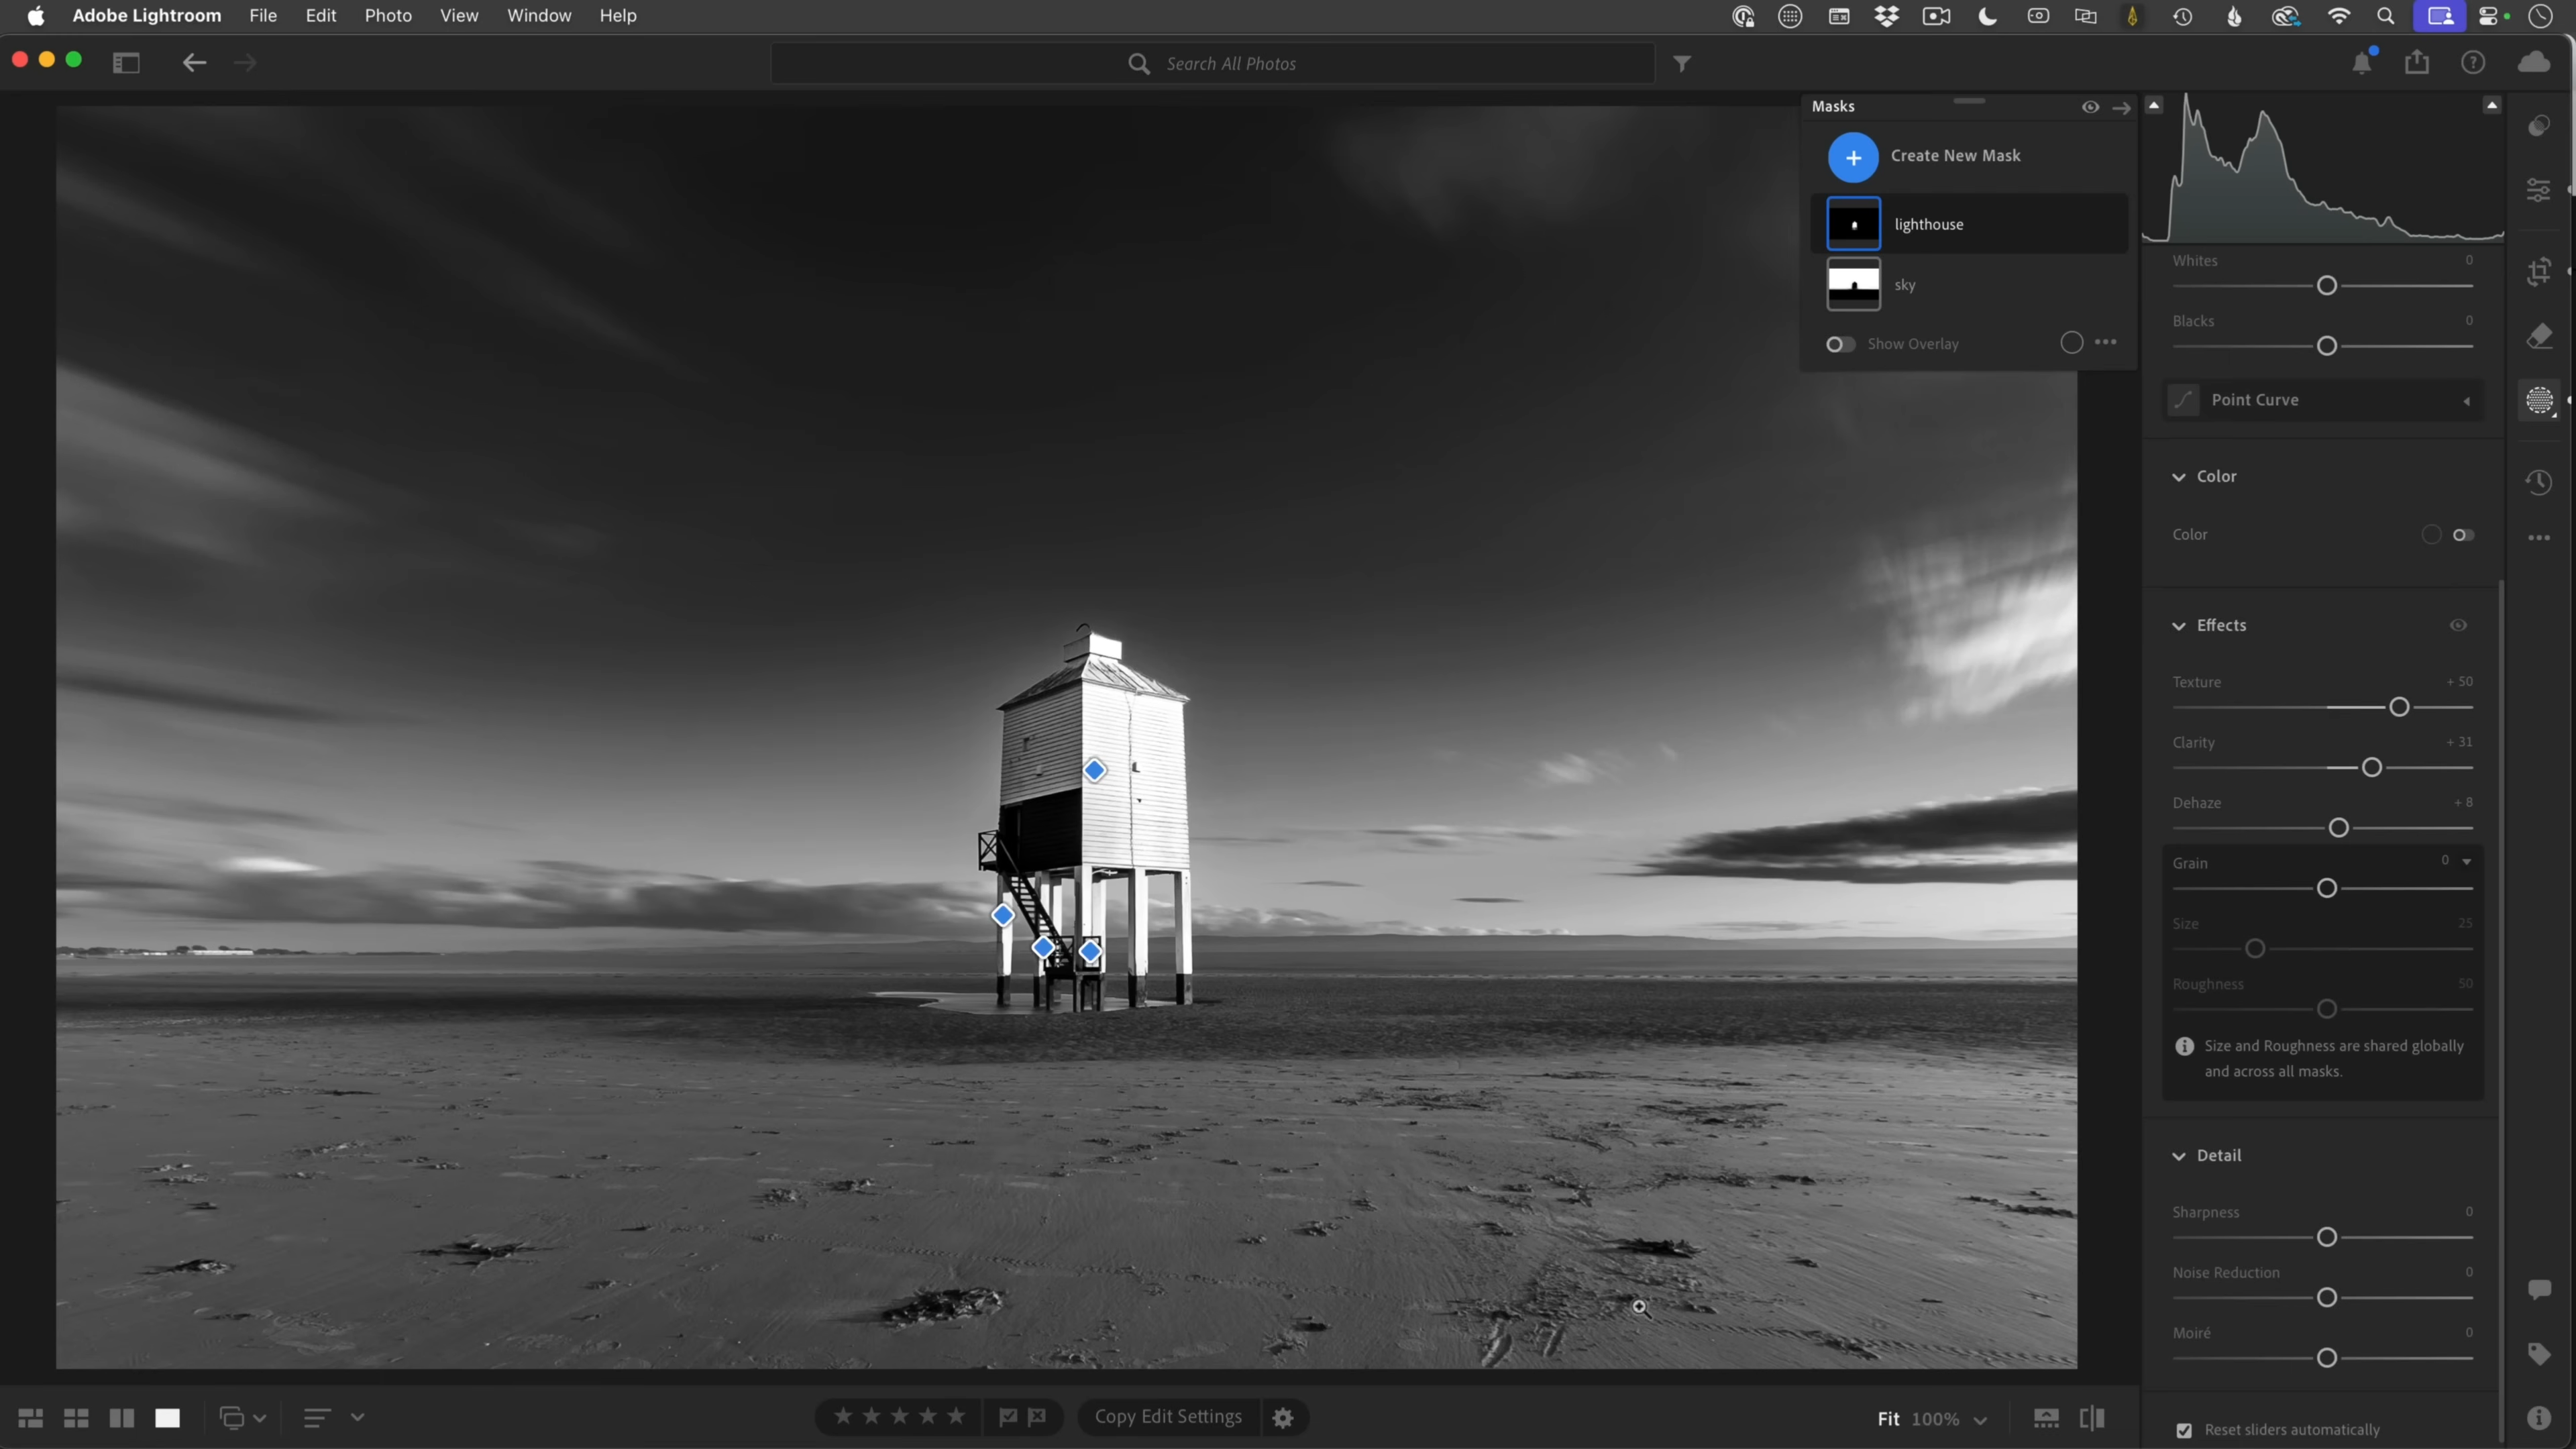 Adobe Lightroom File Edit Photo View Window Help
Search All Photos
Masks
Create New Mask
lighthouse
sky
Show Overlay
Whites 0
Blacks 0
Point Curve
Color
Color
Effects
Texture + 50
Clarity + 31
Dehaze + 8
Grain 0
Size 25
Roughness 50
Size and Roughness are shared globally
and across all masks.
Detail
Sharpness 0
Noise Reduction 0
Moiré 0
Copy Edit Settings
Fit 100%
Reset sliders automatically